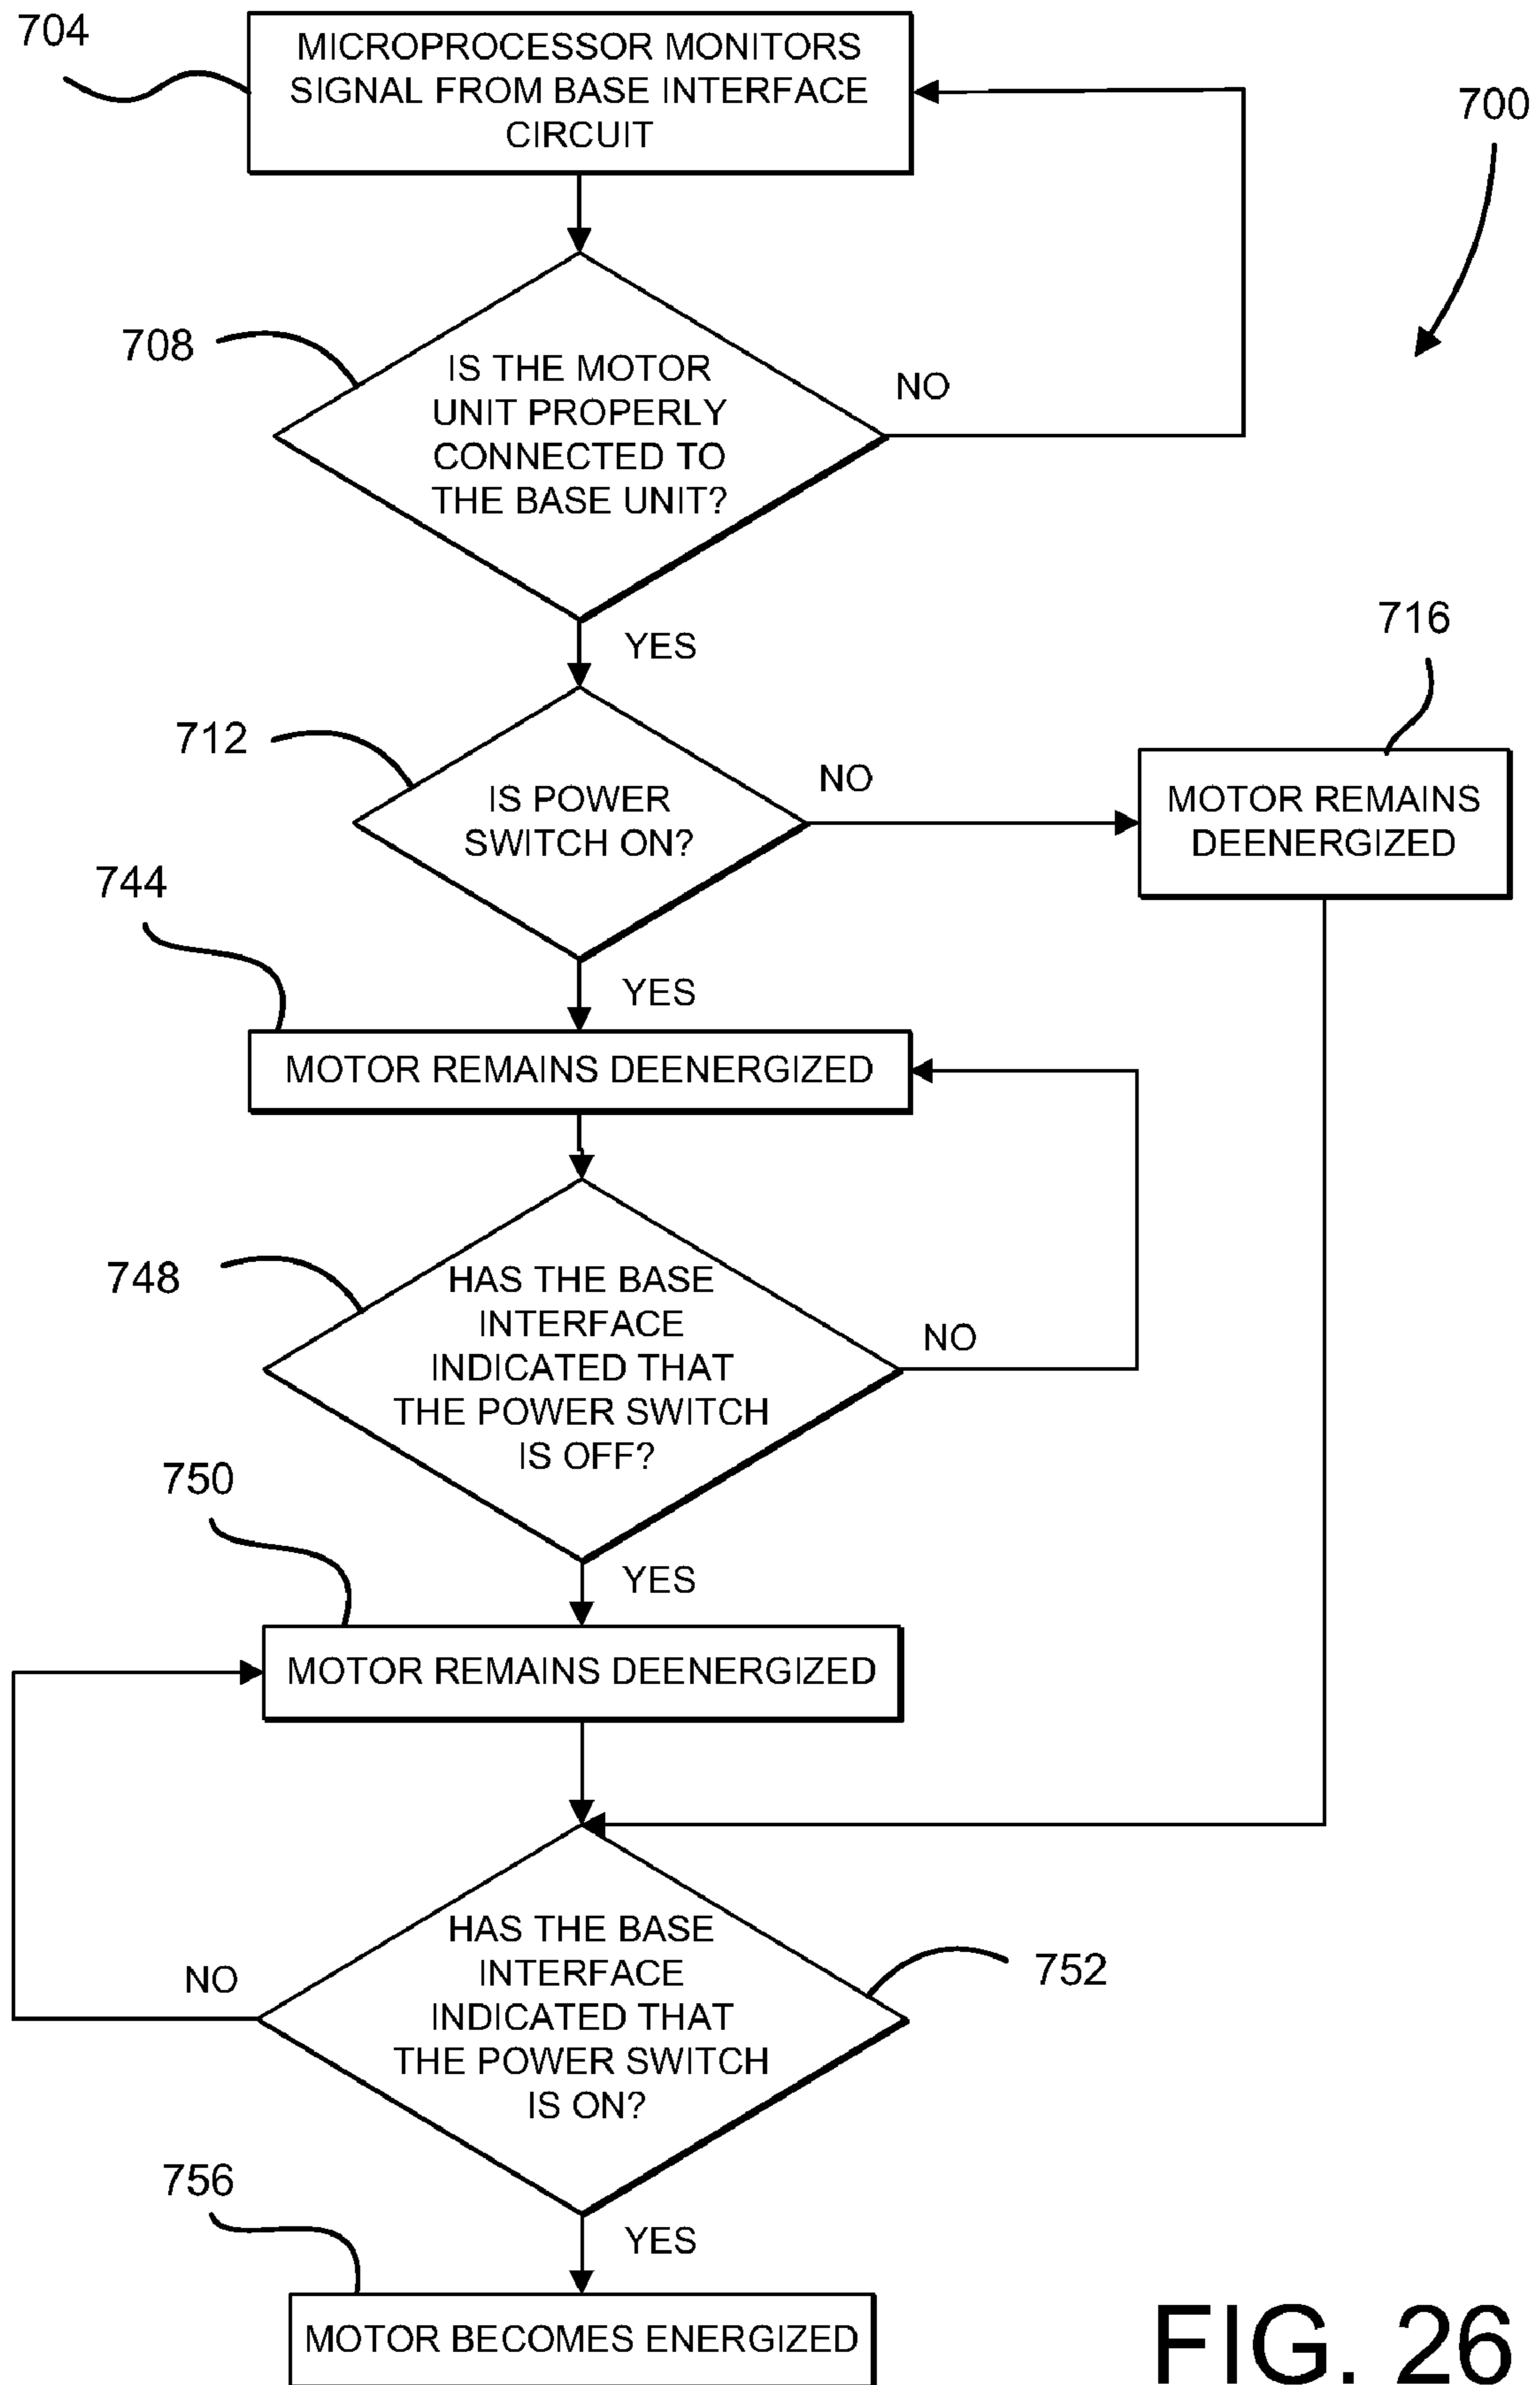 704
MICROPROCESSOR MONITORS
SIGNAL FROM BASE INTERFACE
CIRCUIT
700
708
IS THE MOTOR
UNIT PROPERLY
CONNECTED TO
THE BASE UNIT?
NO
YES
716
712
IS POWER
SWITCH ON?
NO
MOTOR REMAINS
DEENERGIZED
744
YES
MOTOR REMAINS DEENERGIZED
748
HAS THE BASE
INTERFACE
INDICATED THAT
THE POWER SWITCH
IS OFF?
NO
750
YES
MOTOR REMAINS DEENERGIZED
HAS THE BASE
INTERFACE
INDICATED THAT
THE POWER SWITCH
IS ON?
NO
752
756
YES
MOTOR BECOMES ENERGIZED
FIG. 26